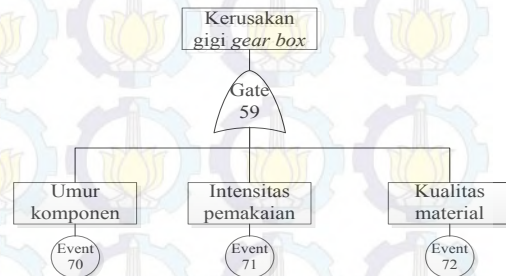 Kerusakan
gigi gear box
Gate
59
Umur
komponen
Intensitas
pemakaian
Kualitas
material
Event
70
Event
71
Event
72